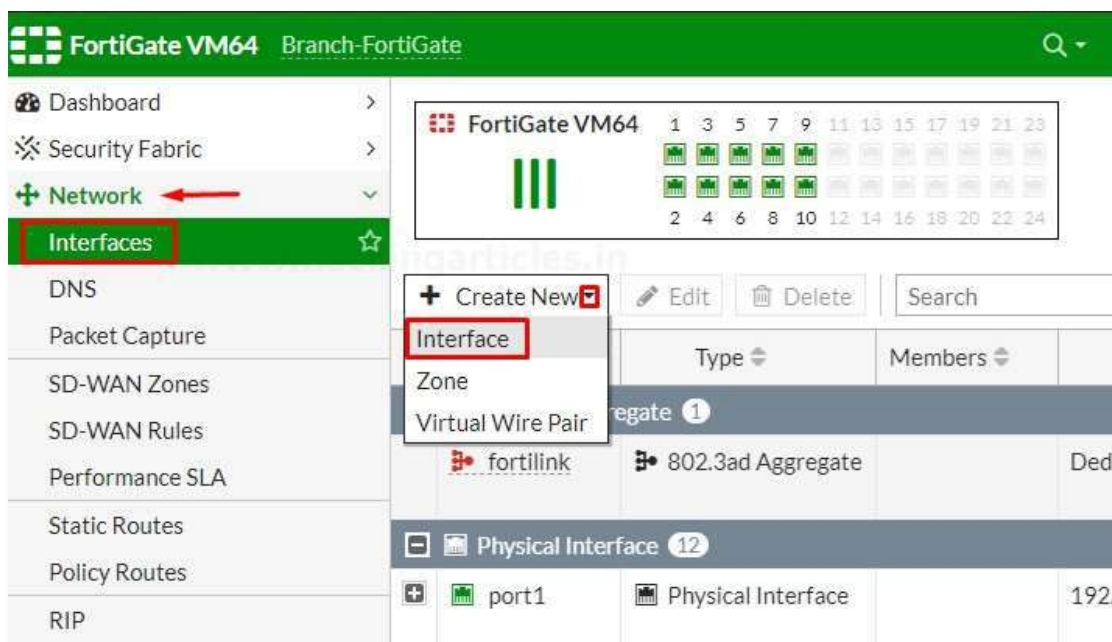 FortiGate VM64 Branch-FortiGate
Dashboard
Security Fabric
Network
Interfaces
DNS
Packet Capture
SD-WAN Zones
SD-WAN Rules
Performance SLA
Static Routes
Policy Routes
RIP
FortiGate VM64 1 3 5 7 9 11 13 15 17 19 21 23
2 4 6 8 10 12 14 16 18 20 22 24
+ Create New Edit Delete Search
Interface
Zone
Virtual Wire Pair
Type Members
1
fortilink 802.3ad Aggregate
Physical Interface 12
port1 Physical Interface